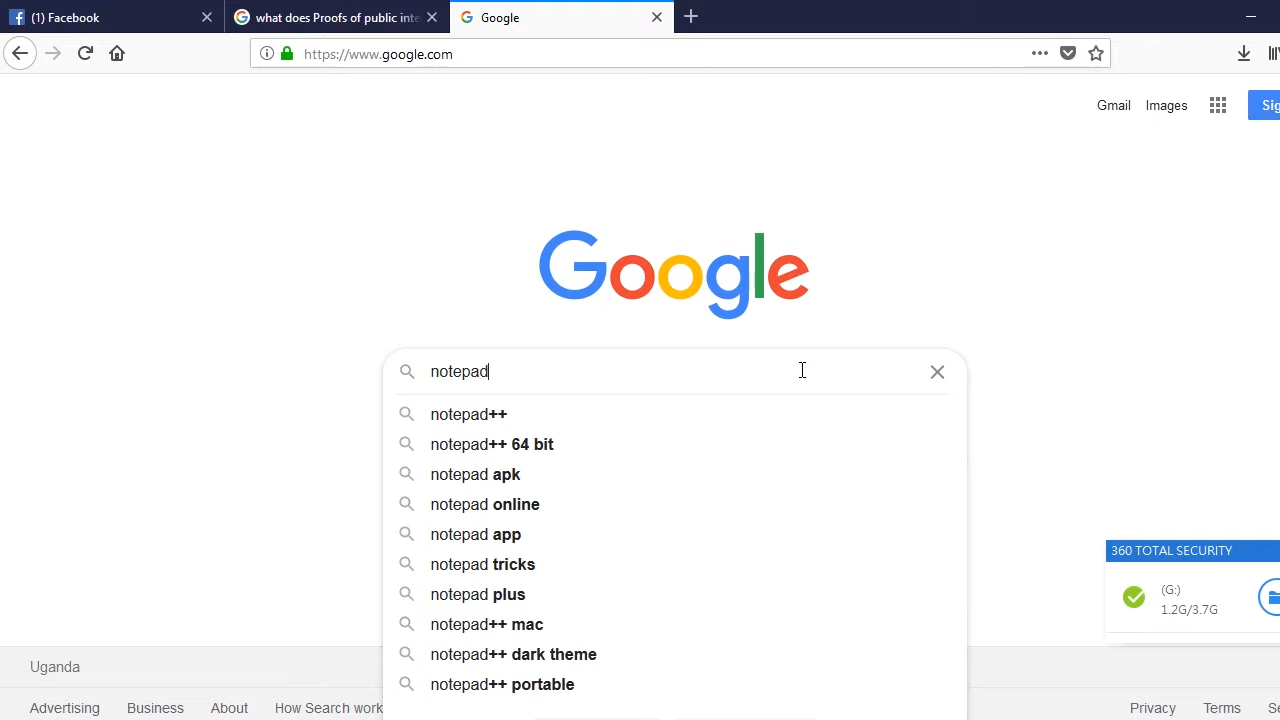 (1) Facebook
what does Proofs of public inte
Google
https://www.google.com
Gmail Images
Sig
Google
notepad
notepad++
notepad++ 64 bit
notepad apk
notepad online
notepad app
notepad tricks
notepad plus
notepad++ mac
notepad++ dark theme
notepad++ portable
360 TOTAL SECURITY
(G:)
1.2G/3.7G
Uganda
Advertising Business About How Search work
Privacy Terms Se